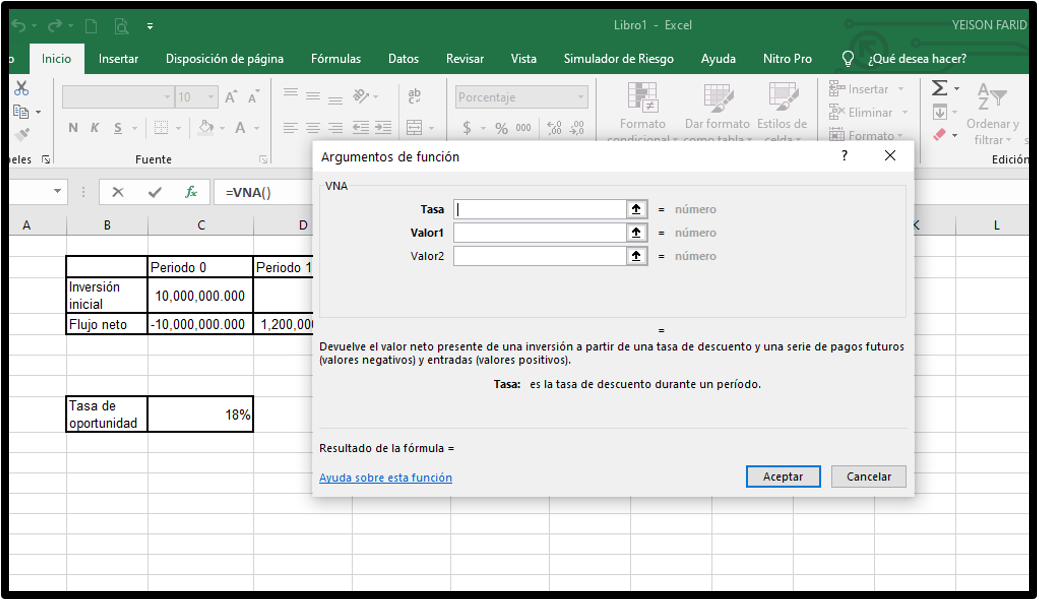 Libro1 - Excel
YEISON FARID
Inicio Insertar Disposición de página Fórmulas Datos Revisar Vista Simulador de Riesgo Ayuda Nitro Pro ¿Qué desea hacer?
10
Porcentaje
Insertar
Eliminar
Formato
N K S
$ % 000
Formato condicional
Dar formato como tabla
Estilos de celda
Ordenar y filtrar
Fuente
Edición
=VNA()
A B C D K L
Periodo 0 Periodo 1
Inversión inicial 10,000,000.000
Flujo neto -10,000,000.000
Tasa de oportunidad 18%
Argumentos de función ?
VNA
Tasa = número
Valor1 = número
Valor2 = número
=
Devuelve el valor neto presente de una inversión a partir de una tasa de descuento y una serie de pagos futuros
(valores negativos) y entradas (valores positivos).
Tasa: es la tasa de descuento durante un período.
Resultado de la fórmula =
Ayuda sobre esta función
Aceptar Cancelar